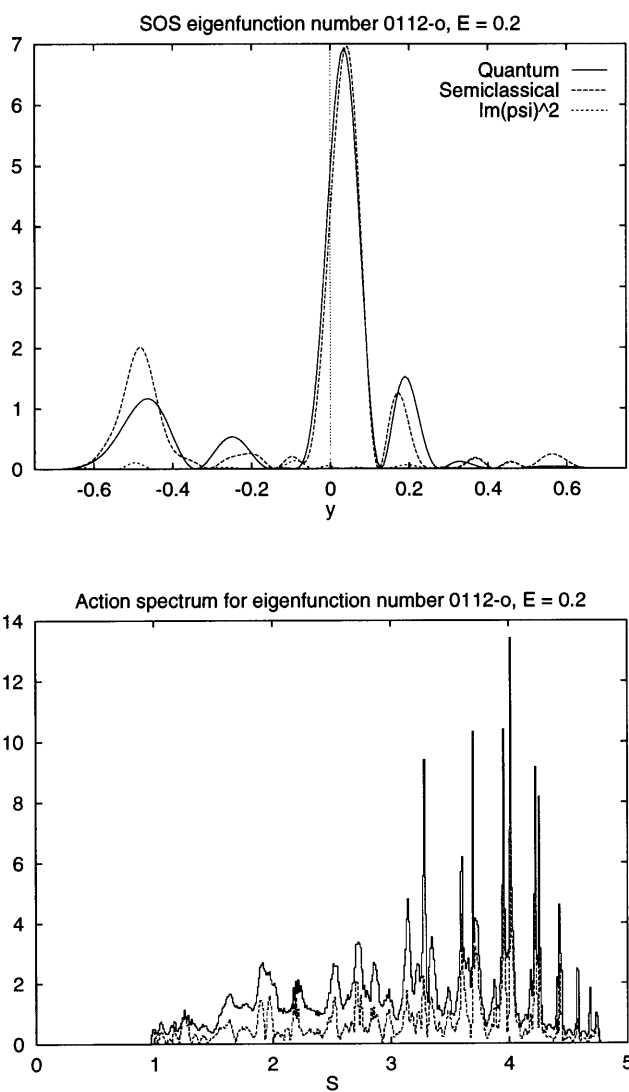 SOS eigenfunction number 0112-o, E = 0.2
7
6
5
4
3
2
1
0
Quantum
Semiclassical
Im(psi)^2
-0.6 -0.4 -0.2 0 0.2 0.4 0.6
y
Action spectrum for eigenfunction number 0112-o, E = 0.2
14
12
10
8
6
4
2
0
0 1 2 3 4 5
S